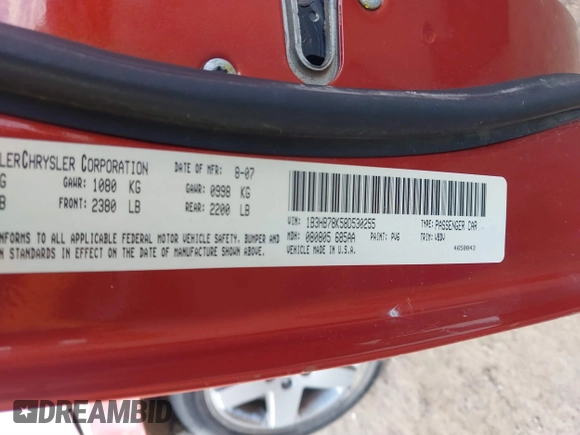 LERCHRYSLER CORPORATION DATE OF MFR: 8-07
G GAWR: 1080 KG GAWR: 0998 KG
B FRONT: 2380 LB REAR: 2200 LB
NFORMS TO ALL APPLICABLE FEDERAL MOTOR VEHICLE SAFETY, BUMPER AND
ON STANDARDS IN EFFECT ON THE DATE OF MANUFACTURE SHOWN ABOVE.
VIN: 1B3HB78K58D530255 TYPE: PASSENGER CAR
MDH: 080805 605AA PAINT: PV6 TRIM:
VEHICLE MADE IN U.S.A.
DREAMBID